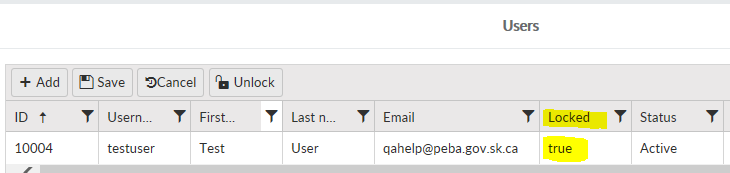 Users
+ Add Save Cancel Unlock
ID ↑ Usern... First... Last n... Email Locked Status
10004 testuser Test User qahelp@peba.gov.sk.ca true Active